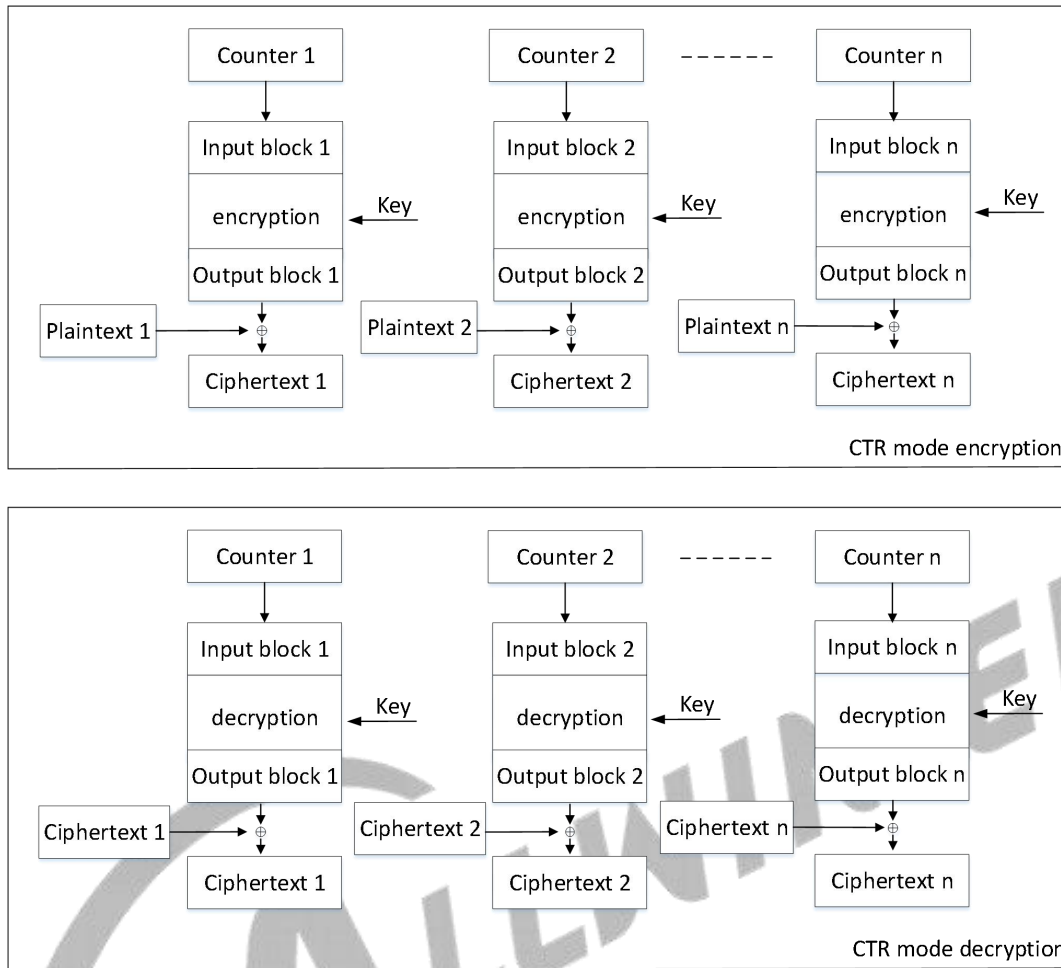 Counter 1
Counter 2
Counter n
Input block 1
Input block 2
Input block n
encryption
Key
encryption
Key
encryption
Key
Output block 1
Output block 2
Output block n
Plaintext 1
Plaintext 2
Plaintext n
Ciphertext 1
Ciphertext 2
Ciphertext n
CTR mode encryption
Counter 1
Counter 2
Counter n
Input block 1
Input block 2
Input block n
decryption
Key
decryption
Key
decryption
Key
Output block 1
Output block 2
Output block n
Ciphertext 1
Ciphertext 2
Ciphertext n
Ciphertext 1
Ciphertext 2
Ciphertext n
CTR mode decryption